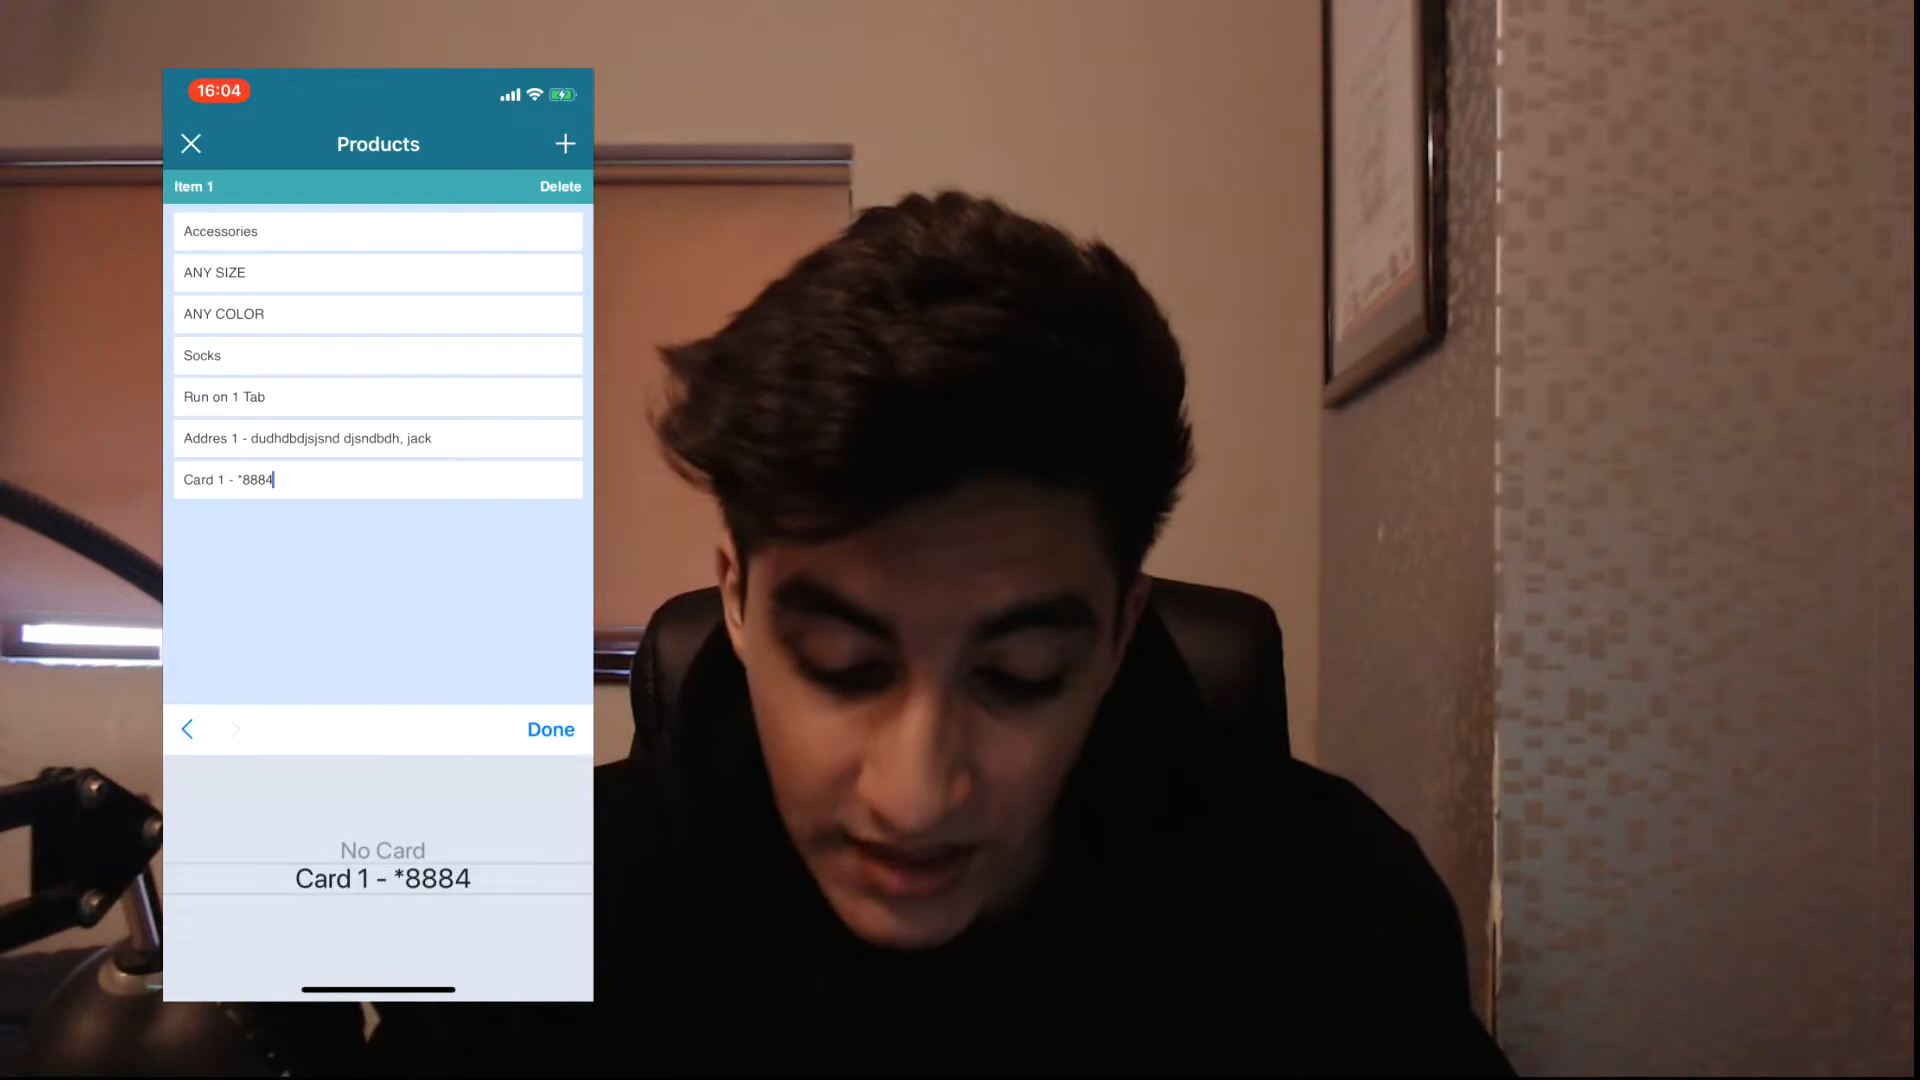 16:04
Products
Item 1
Delete
Accessories
ANY SIZE
ANY COLOR
Socks
Run on 1 Tab
Addres 1 - dudhdbdjsjsnd djsndbdh, jack
Card 1 - *8884
Done
No Card
Card 1 - *8884